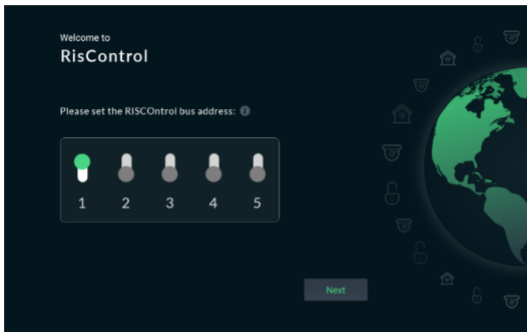 Welcome to
RisControl
Please set the RISCOntrol bus address:
1 2 3 4 5
Next